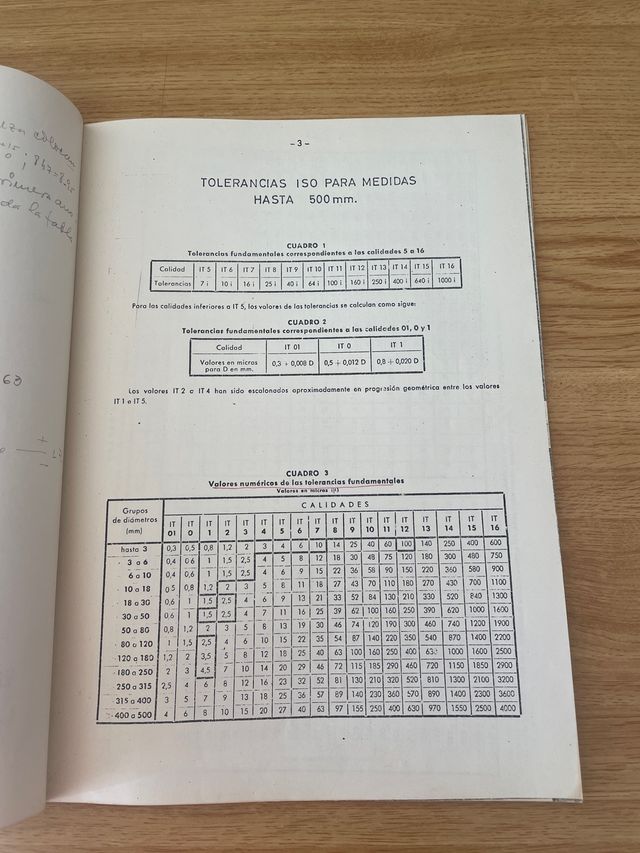 - 3 -
TOLERANCIAS ISO PARA MEDIDAS
HASTA 500 mm.
CUADRO 1
Tolerancias fundamentales correspondientes a las calidades 5 a 16
Calidad IT 5 IT 6 IT 7 IT 8 IT 9 IT 10 IT 11 IT 12 IT 13 IT 14 IT 15 IT 16
Tolerancias 7 i 10 i 16 i 25 i 40 i 64 i 100 i 160 i 250 i 400 i 640 i 1000 i
Para las calidades inferiores a IT 5, los valores de las tolerancias se calculan como sigue:
CUADRO 2
Tolerancias fundamentales correspondientes a las calidades 01, 0 y 1
Calidad IT 01 IT 0 IT 1
Valores en micras para D en mm. 0,3 + 0,008 D 0,5 + 0,012 D 0,8 + 0,020 D
Los valores IT 2 a IT 4 han sido escalonados aproximadamente en progresión geométrica entre los valores
IT 1 e IT 5.
CUADRO 3
Valores numéricos de las tolerancias fundamentales
Valores en micras
Grupos de diámetros (mm) CALIDADES
IT 01 IT 0 IT 1 IT 2 IT 3 IT 4 IT 5 IT 6 IT 7 IT 8 IT 9 IT 10 IT 11 IT 12 IT 13 IT 14 IT 15 IT 16
hasta 3 0,3 0,5 0,8 1,2 2 3 4 6 10 14 25 40 60 100 140 250 400 600
3 a 6 0,4 0,6 1 1,5 2,5 4 5 8 12 18 30 48 75 120 180 300 480 750
6 a 10 0,4 0,6 1 1,5 2,5 4 6 9 15 22 36 58 90 150 220 360 580 900
10 a 18 0,5 0,8 1,2 2 3 5 8 11 18 27 43 70 110 180 270 430 700 1100
18 a 30 0,6 1 1,5 2,5 4 6 9 13 21 33 52 84 130 210 330 520 840 1300
30 a 50 0,6 1 1,5 2,5 4 7 11 16 25 39 62 100 160 250 390 620 1000 1600
50 a 80 0,8 1,2 2 3 5 8 13 19 30 46 74 120 190 300 460 740 1200 1900
80 a 120 1 1,5 2,5 4 6 10 15 22 35 54 87 140 220 350 540 870 1400 2200
120 a 180 1,2 2 3,5 5 8 12 18 25 40 63 100 160 250 400 630 1000 1600 2500
180 a 250 2 3 4,5 7 10 14 20 29 46 72 115 185 290 460 720 1150 1850 2900
250 a 315 2,5 4 6 8 12 16 23 32 52 81 130 210 320 520 810 1300 2100 3200
315 a 400 3 5 7 9 13 18 25 36 57 89 140 230 360 570 890 1400 2300 3600
400 a 500 4 6 8 10 15 20 27 40 63 97 155 250 400 630 970 1550 2500 4000